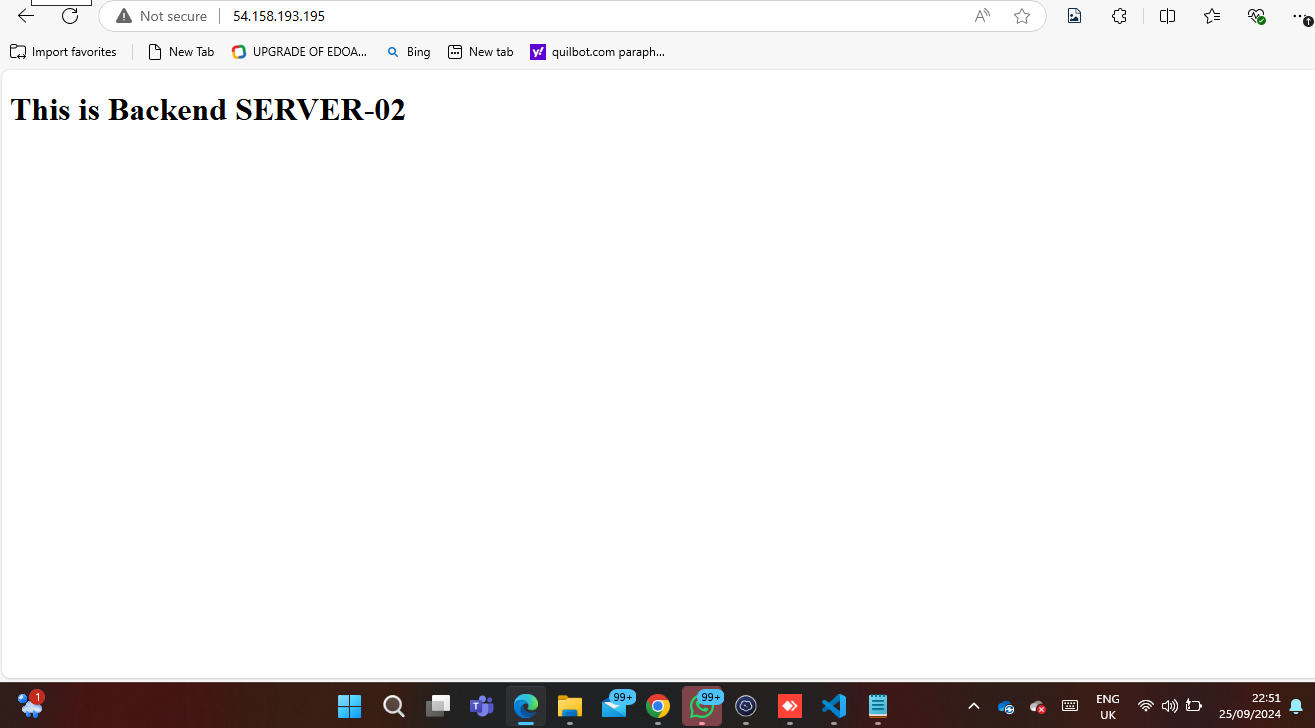 Not secure
54.158.193.195
Import favorites
New Tab
UPGRADE OF EDOA...
Bing
New tab
quilbot.com paraph...
This is Backend SERVER-02
1
99+
99+
ENG
UK
22:51
25/09/2024